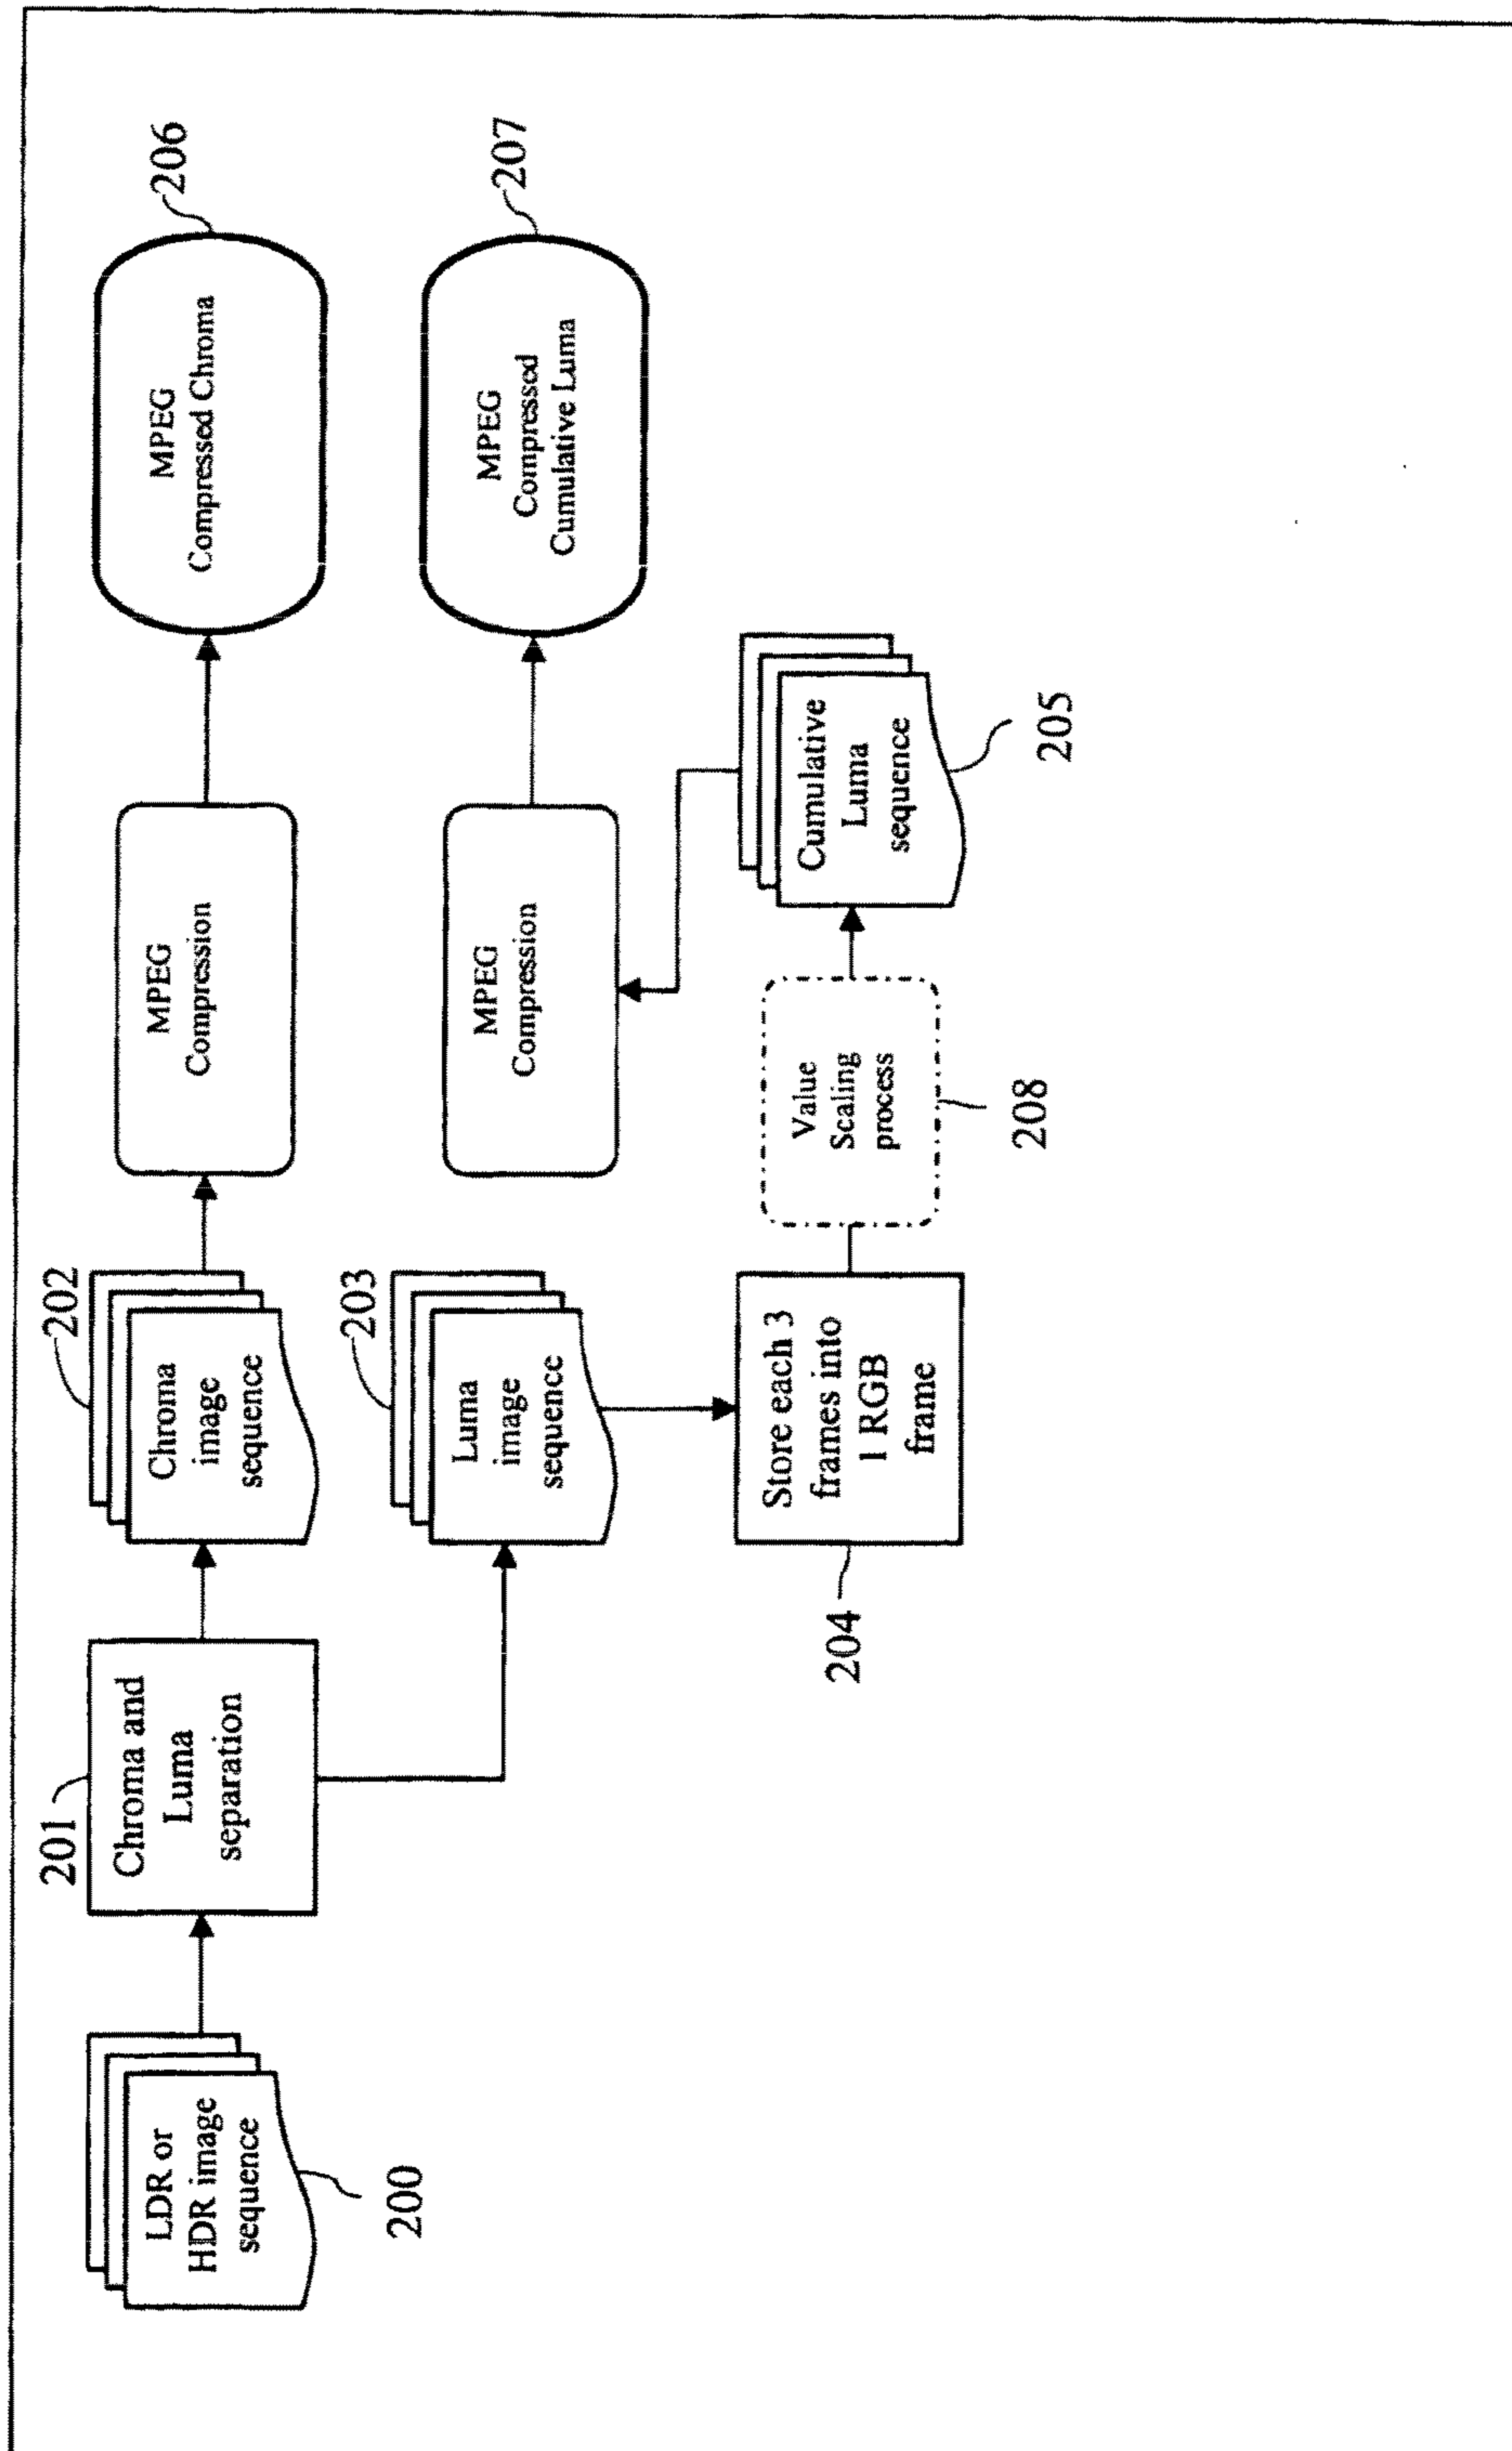 LDR or
HDR image
sequence
200
201
Chroma and
Luma
separation
202
Chroma
image
sequence
MPEG
Compression
206
MPEG
Compressed Chroma
203
Luma
image
sequence
MPEG
Compression
207
MPEG
Compressed
Cumulative Luma
204
Store each 3
frames into
1 RGB
frame
Value
Scaling
process
208
Cumulative
Luma
sequence
205